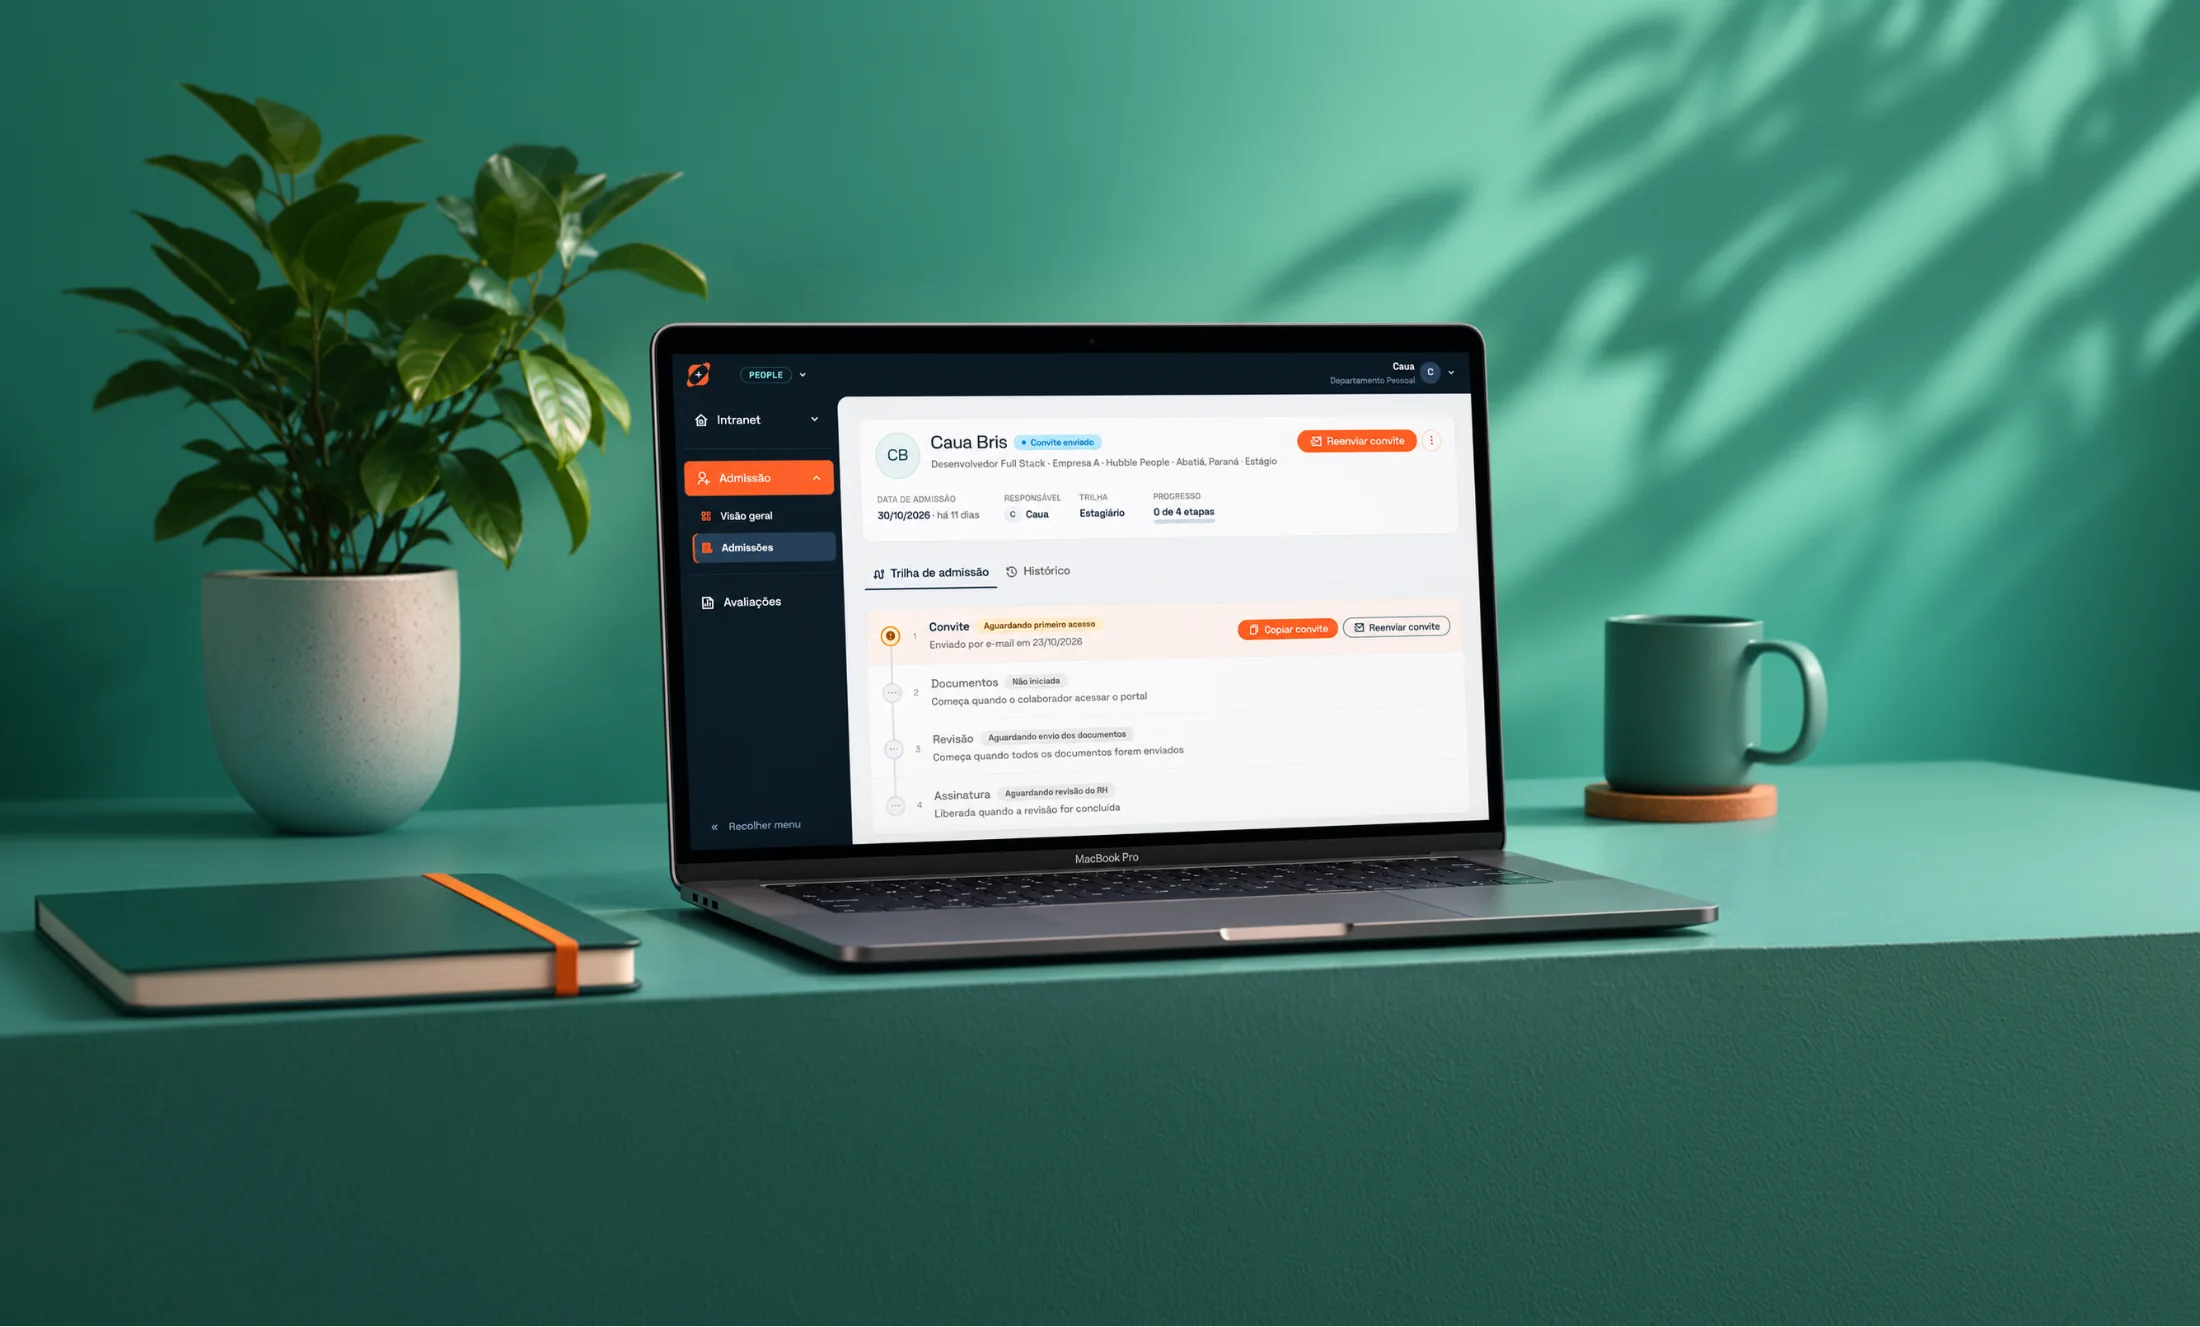 PEOPLE
Caua
Departamento Pessoal
C
Intranet
Admissão
Visão geral
Admissões
Avaliações
« Recolher menu
CB
Caua Bris
Convite enviado
Reenviar convite
Desenvolvedor Full Stack · Empresa A · Hubble People · Abatiá, Paraná · Estágio
DATA DE ADMISSÃO
30/10/2026 · há 11 dias
RESPONSÁVEL
C Caua
TRILHA
Estagiário
PROGRESSO
0 de 4 etapas
Trilha de admissão
Histórico
1 Convite Aguardando primeiro acesso
Enviado por e-mail em 23/10/2026
Copiar convite
Reenviar convite
2 Documentos Não iniciada
Começa quando o colaborador acessar o portal
3 Revisão Aguardando envio dos documentos
Começa quando todos os documentos forem enviados
4 Assinatura Aguardando revisão do RH
Liberada quando a revisão for concluída
MacBook Pro